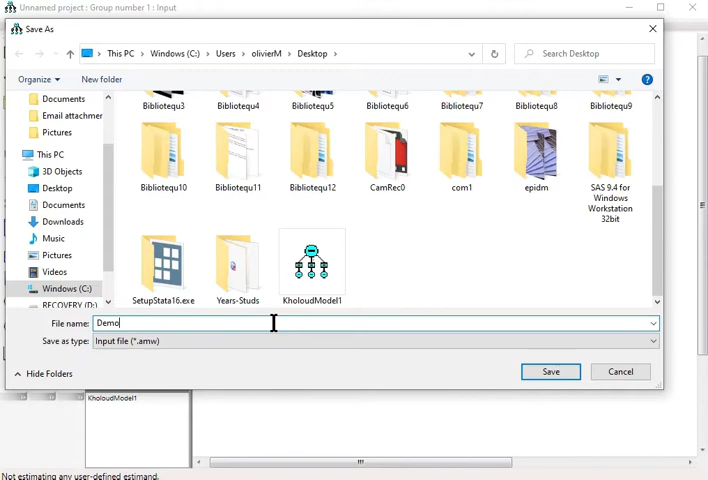 Unnamed project : Group number 1 : Input
Save As
This PC > Windows (C:) > Users > olivierM > Desktop >
Search Desktop
Organize
New folder
Documents
Email attachmer
Pictures
This PC
3D Objects
Desktop
Documents
Downloads
Music
Pictures
Videos
Windows (C:)
RECOVERY (D:)
Bibliotequ3
Bibliotequ4
Bibliotequ5
Bibliotequ6
Bibliotequ7
Bibliotequ8
Bibliotequ9
Bibliotequ10
Bibliotequ11
Bibliotequ12
CamRec0
com1
epidm
SAS 9.4 for
Windows
Workstation
32bit
SetupStata16.exe
Years-Studs
KholoudModel1
File name: Demo
Save as type: Input file (*.amw)
Hide Folders
Save
Cancel
KholoudModel1
Not estimating any user-defined estimand.